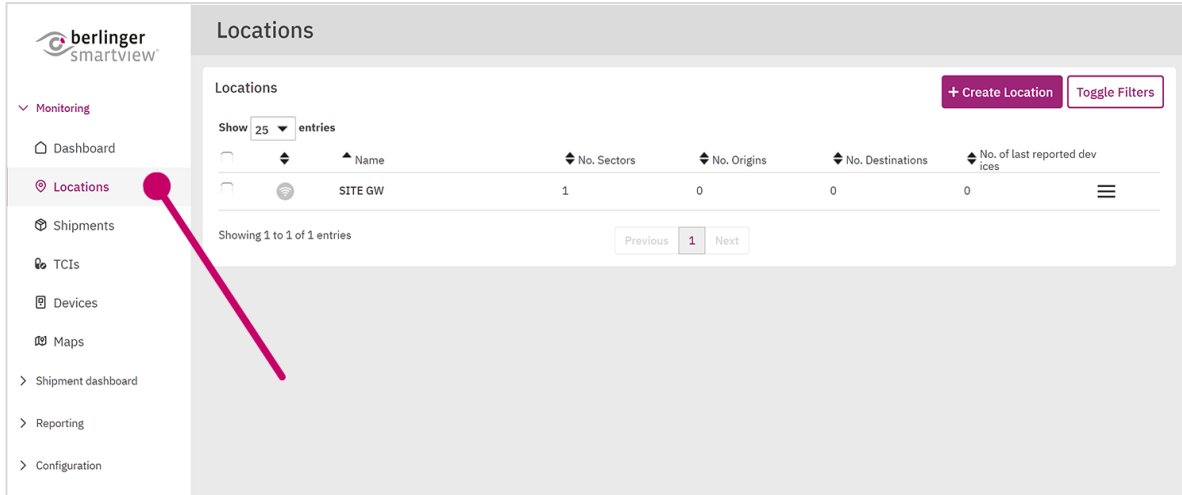 berlinger
smartview®
Monitoring
Dashboard
Locations
Shipments
TCIs
Devices
Maps
Shipment dashboard
Reporting
Configuration
Locations
Locations
+ Create Location
Toggle Filters
Show 25 entries
Name No. Sectors No. Origins No. Destinations No. of last reported dev
ices
SITE GW 1 0 0 0
Showing 1 to 1 of 1 entries
Previous 1 Next